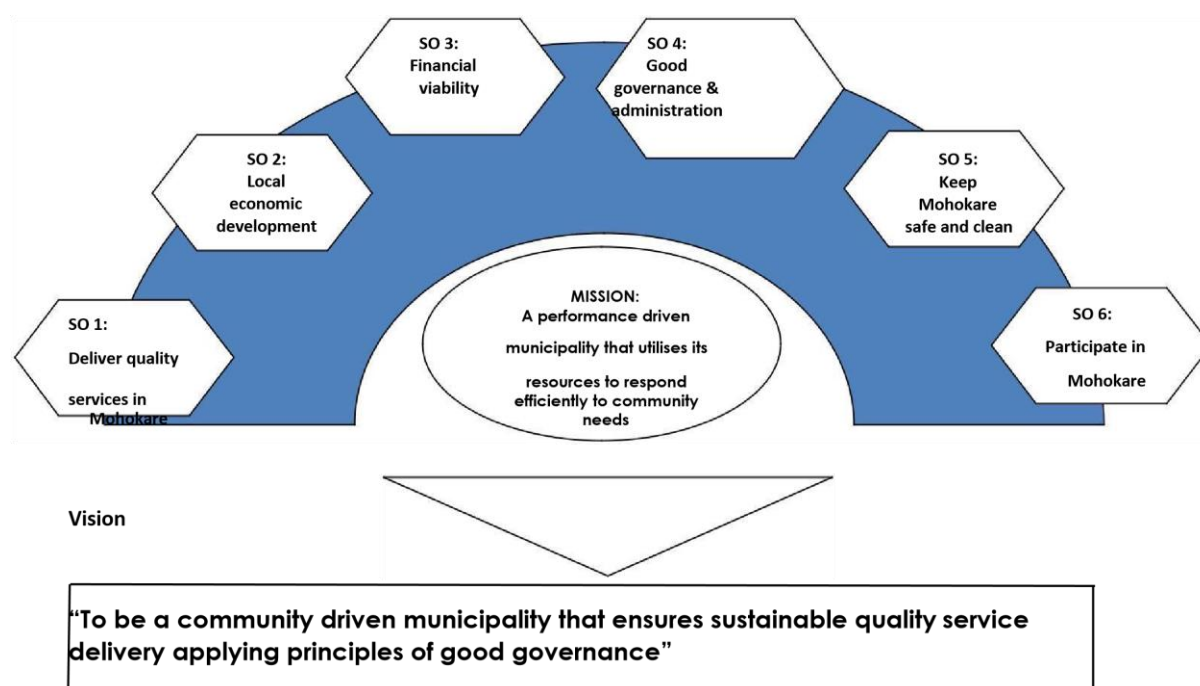 SO 1:
Deliver quality
services in
Mohokare
SO 2:
Local
economic
development
SO 3:
Financial
viability
SO 4:
Good
governance &
administration
SO 5:
Keep
Mohokare
safe and clean
SO 6:
Participate in
Mohokare
MISSION:
A performance driven
municipality that utilises its
resources to respond
efficiently to community
needs
Vision
“To be a community driven municipality that ensures sustainable quality service
delivery applying principles of good governance”